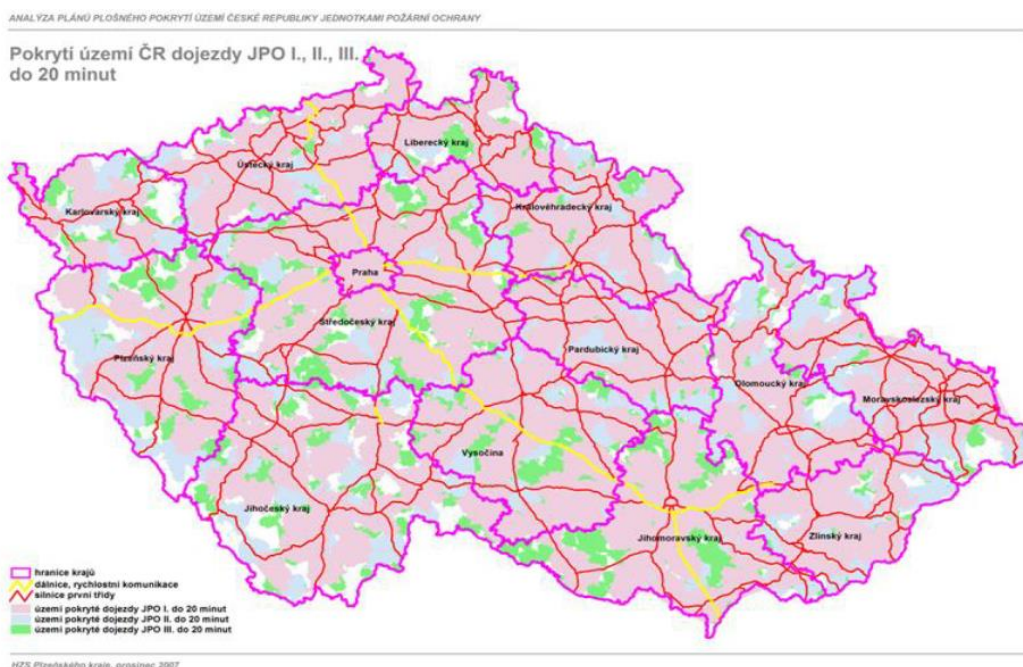 ANALÝZA PLÁNŮ PLOŠNÉHO POKRYTÍ ÚZEMÍ ČESKÉ REPUBLIKY JEDNOTKAMI POŽÁRNÍ OCHRANY
Pokrytí území ČR dojezdy JPO I., II., III.
do 20 minut
Liberecký kraj
Ústecký kraj
Karlovarský kraj
Královéhradecký kraj
Praha
Středočeský kraj
Plzeňský kraj
Pardubický kraj
Olomoucký kraj
Moravskoslezský kraj
Vysočina
Jihočeský kraj
Jihomoravský kraj
Zlínský kraj
hranice krajů
dálnice, rychlostní komunikace
silnice první třídy
území pokryté dojezdy JPO I. do 20 minut
území pokryté dojezdy JPO II. do 20 minut
území pokryté dojezdy JPO III. do 20 minut
HZS Plzeňského kraje, prosinec 2007